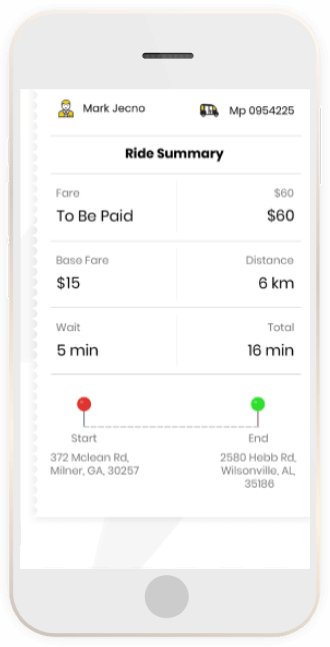 Mark Jecno Mp 0954225
Ride Summary
Fare $60
To Be Paid $60
Base Fare Distance
$15 6 km
Wait Total
5 min 16 min
Start End
372 Mclean Rd,
Milner, GA, 30257
2580 Hebb Rd,
Wilsonville, AL,
35186